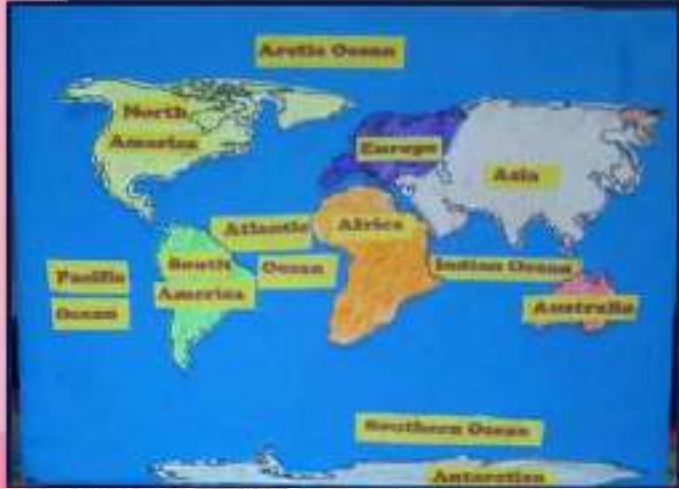 Arctic Ocean
North
America
Europe
Asia
Atlantic
Africa
South
Ocean
Indian Ocean
Pacific
America
Ocean
Australia
Southern Ocean
Antarctica